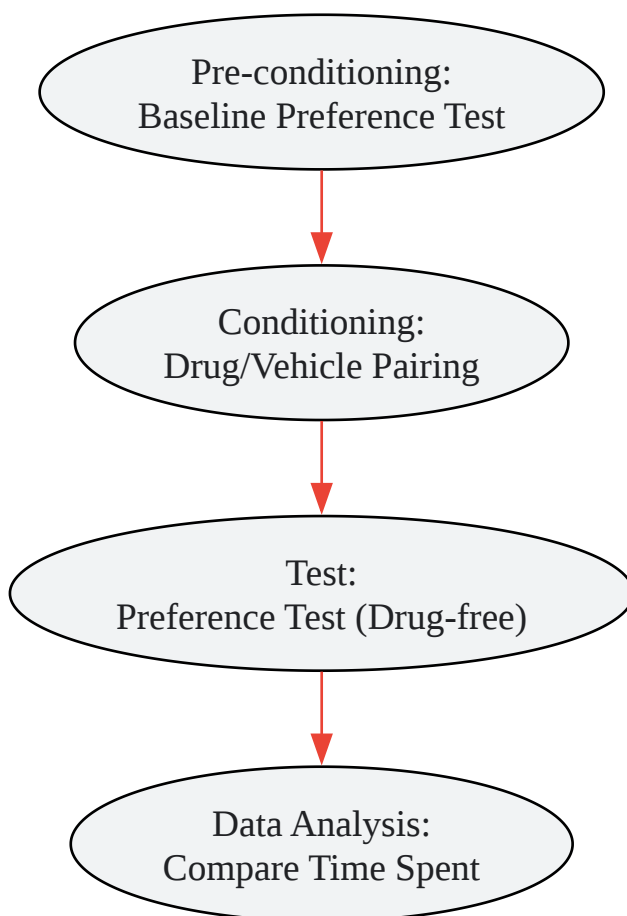 Pre-conditioning:
Baseline Preference Test
Conditioning:
Drug/Vehicle Pairing
Test:
Preference Test (Drug-free)
Data Analysis:
Compare Time Spent